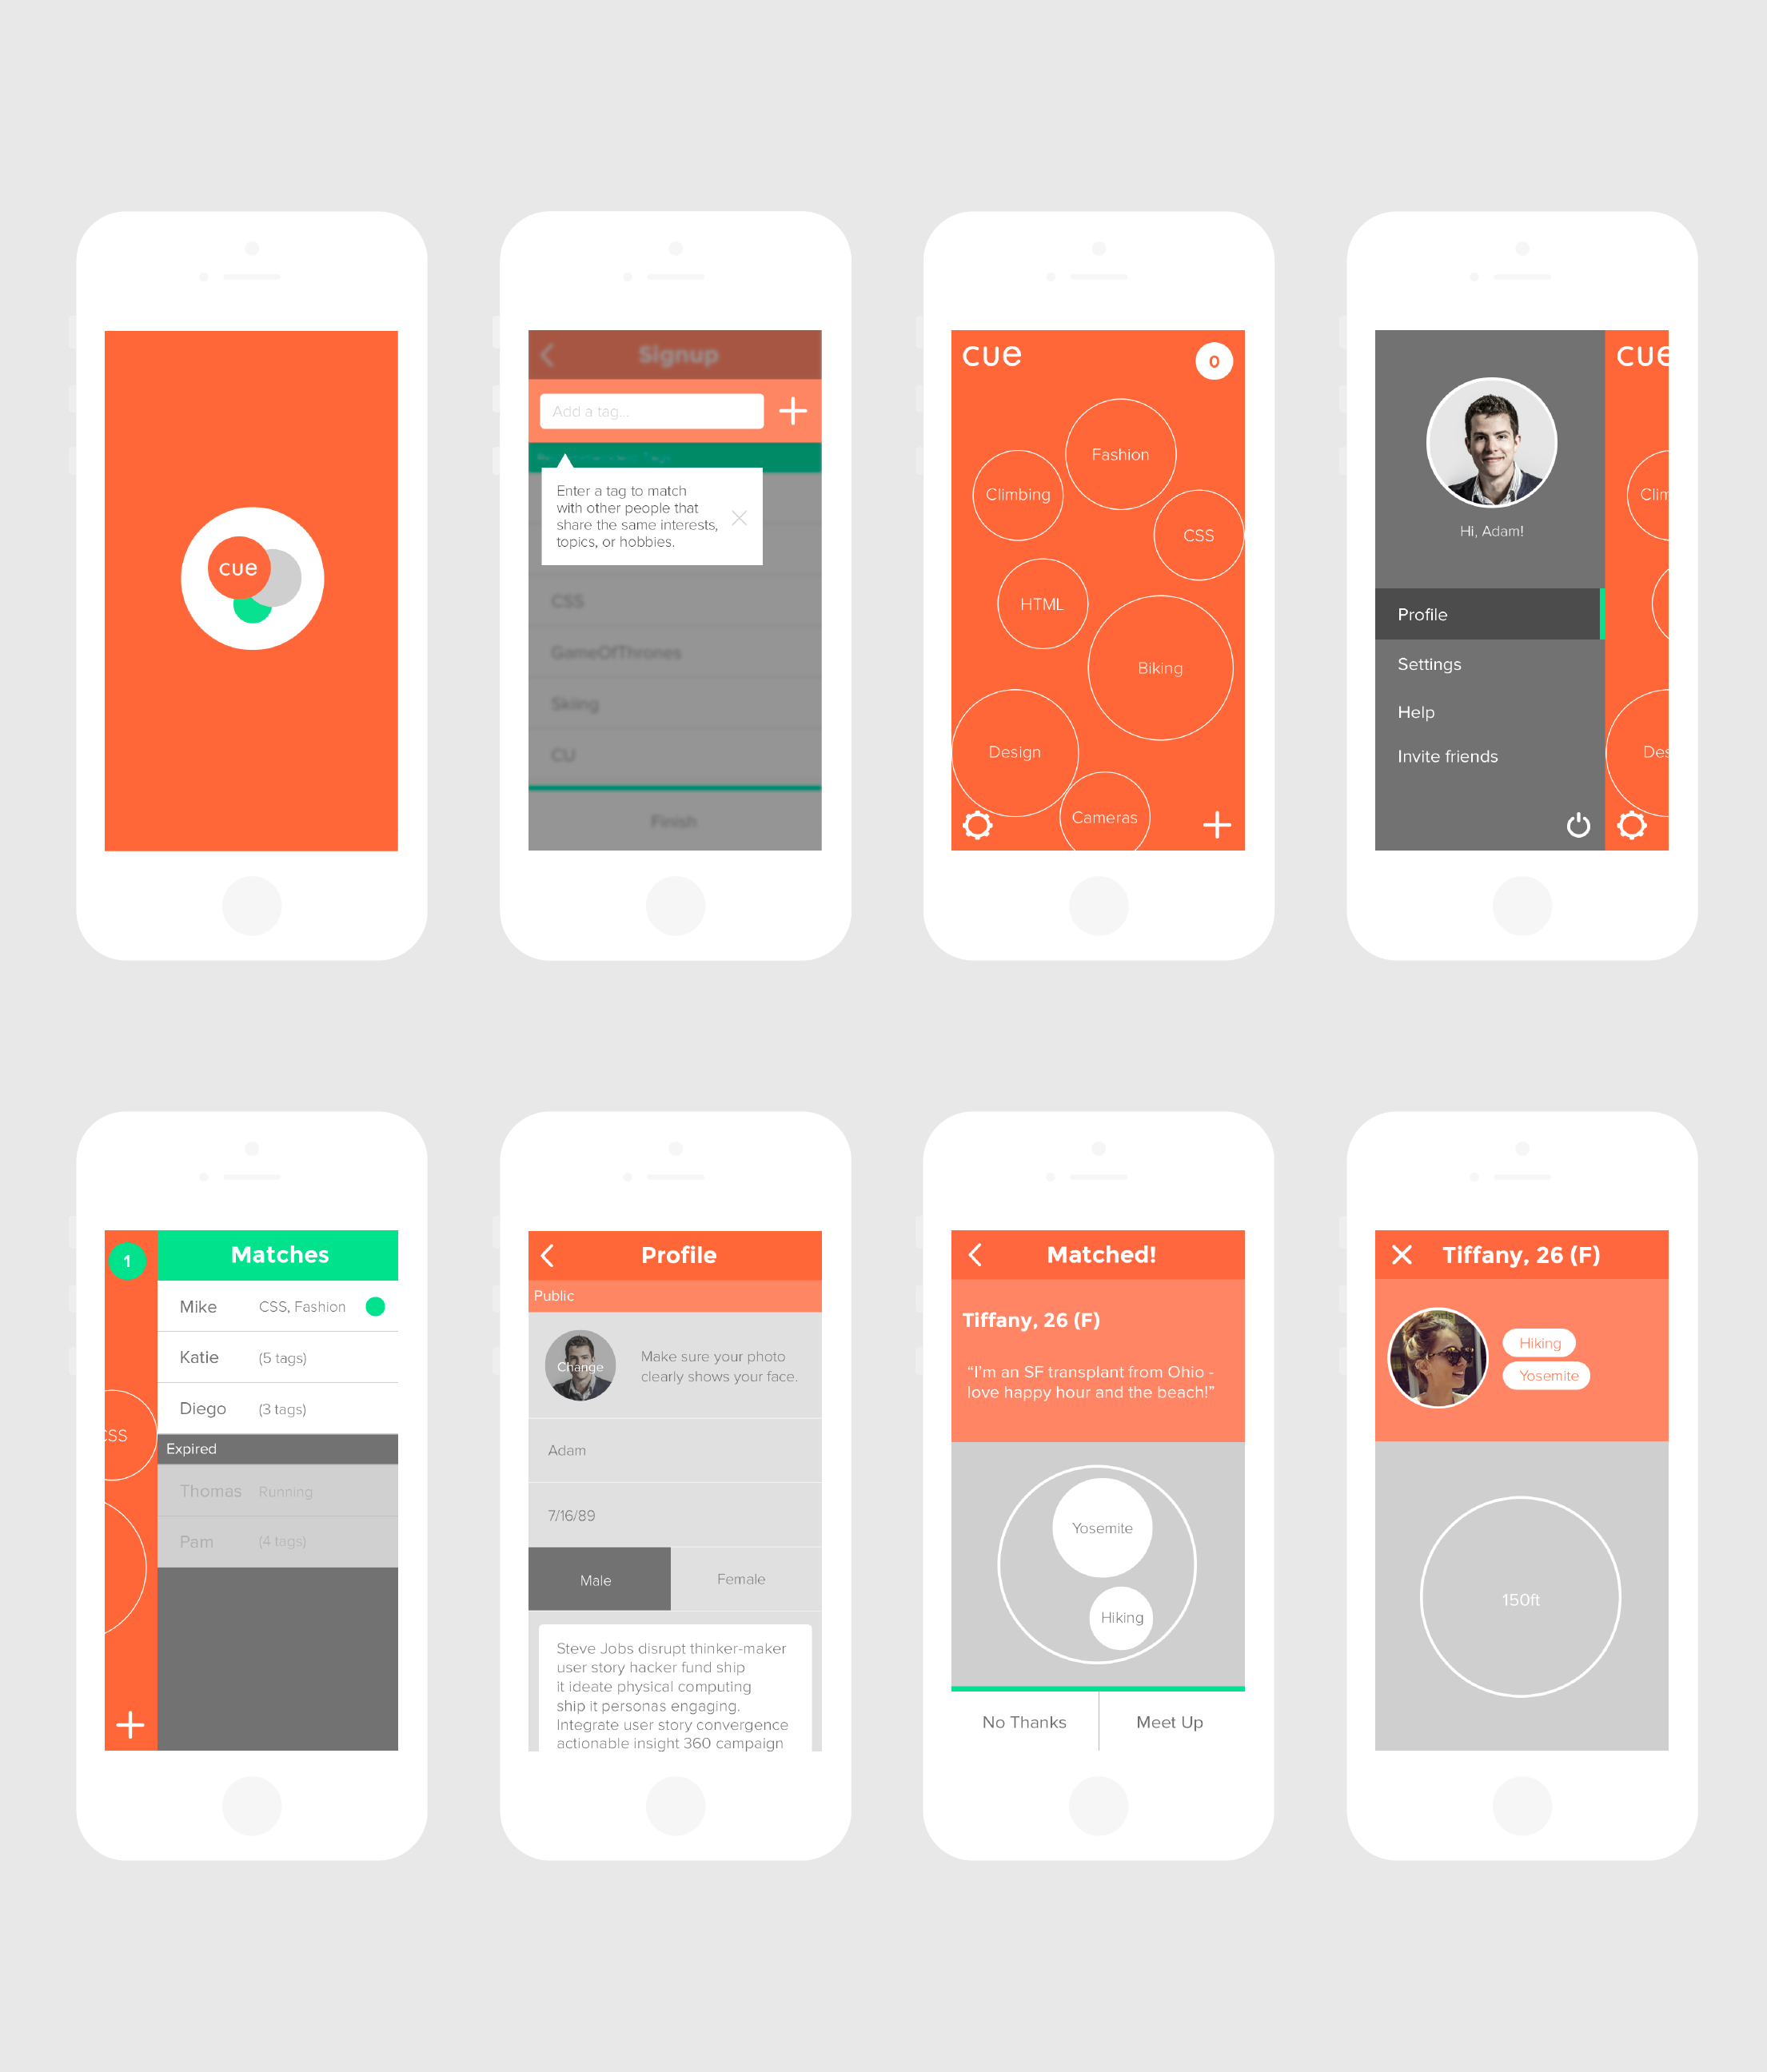 cue
Signup
Add a tag...
Enter a tag to match
with other people that
share the same interests,
topics, or hobbies.
CSS
GameOfThrones
Skiing
CU
Finish
cue
0
Fashion
Climbing
CSS
HTML
Biking
Design
Cameras
Hi, Adam!
Profile
Settings
Help
Invite friends
cue
Clim
Des
1
CSS
Matches
Mike CSS, Fashion
Katie (5 tags)
Diego (3 tags)
Expired
Thomas Running
Pam (4 tags)
Profile
Public
Change
Make sure your photo
clearly shows your face.
Adam
7/16/89
Male Female
Steve Jobs disrupt thinker-maker
user story hacker fund ship
it ideate physical computing
ship it personas engaging.
Integrate user story convergence
actionable insight 360 campaign
Matched!
Tiffany, 26 (F)
“I’m an SF transplant from Ohio -
love happy hour and the beach!”
Yosemite
Hiking
No Thanks Meet Up
Tiffany, 26 (F)
Hiking
Yosemite
150ft